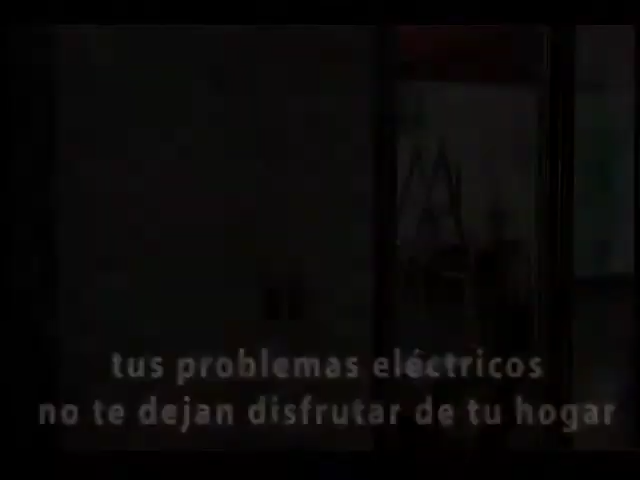 tus problemas eléctricos
no te dejan disfrutar de tu hogar